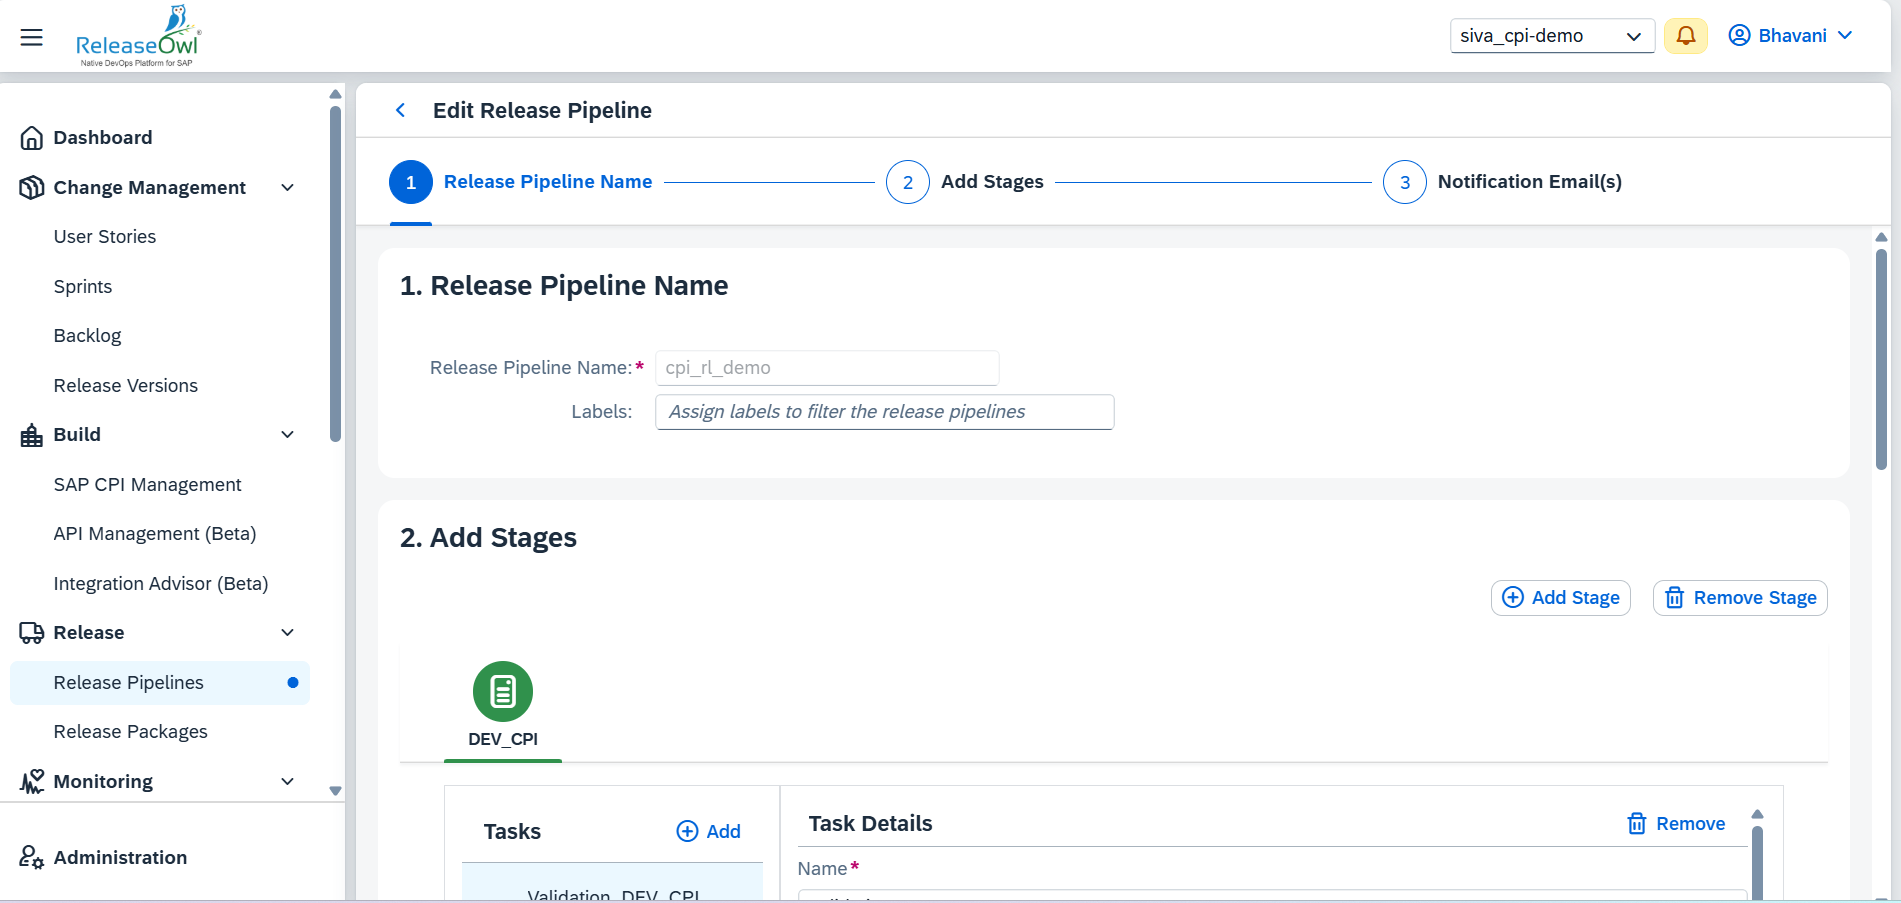 ReleaseOwl
Native DevOps Platform for SAP
siva_cpi-demo
Bhavani
Dashboard
Change Management
User Stories
Sprints
Backlog
Release Versions
Build
SAP CPI Management
API Management (Beta)
Integration Advisor (Beta)
Release
Release Pipelines
Release Packages
Monitoring
Administration
Edit Release Pipeline
1 Release Pipeline Name
2 Add Stages
3 Notification Email(s)
1. Release Pipeline Name
Release Pipeline Name:* cpi_rl_demo
Labels: Assign labels to filter the release pipelines
2. Add Stages
Add Stage
Remove Stage
DEV_CPI
Tasks
Add
Validation_DEV_CPI
Task Details
Remove
Name*